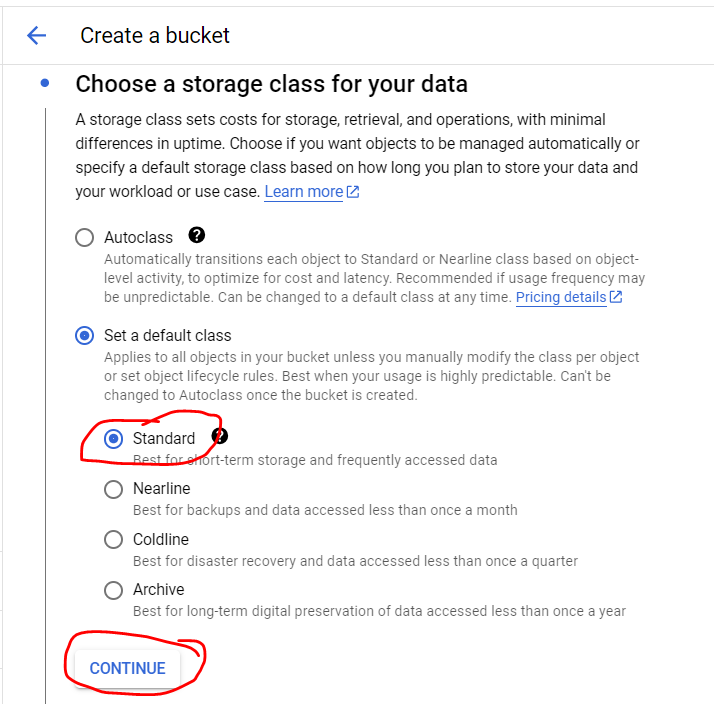 Create a bucket
Choose a storage class for your data
A storage class sets costs for storage, retrieval, and operations, with minimal
differences in uptime. Choose if you want objects to be managed automatically or
specify a default storage class based on how long you plan to store your data and
your workload or use case. Learn more
Autoclass ?
Automatically transitions each object to Standard or Nearline class based on object-
level activity, to optimize for cost and latency. Recommended if usage frequency may
be unpredictable. Can be changed to a default class at any time. Pricing details
Set a default class
Applies to all objects in your bucket unless you manually modify the class per object
or set object lifecycle rules. Best when your usage is highly predictable. Can't be
changed to Autoclass once the bucket is created.
Standard ?
Best for short-term storage and frequently accessed data
Nearline
Best for backups and data accessed less than once a month
Coldline
Best for disaster recovery and data accessed less than once a quarter
Archive
Best for long-term digital preservation of data accessed less than once a year
CONTINUE